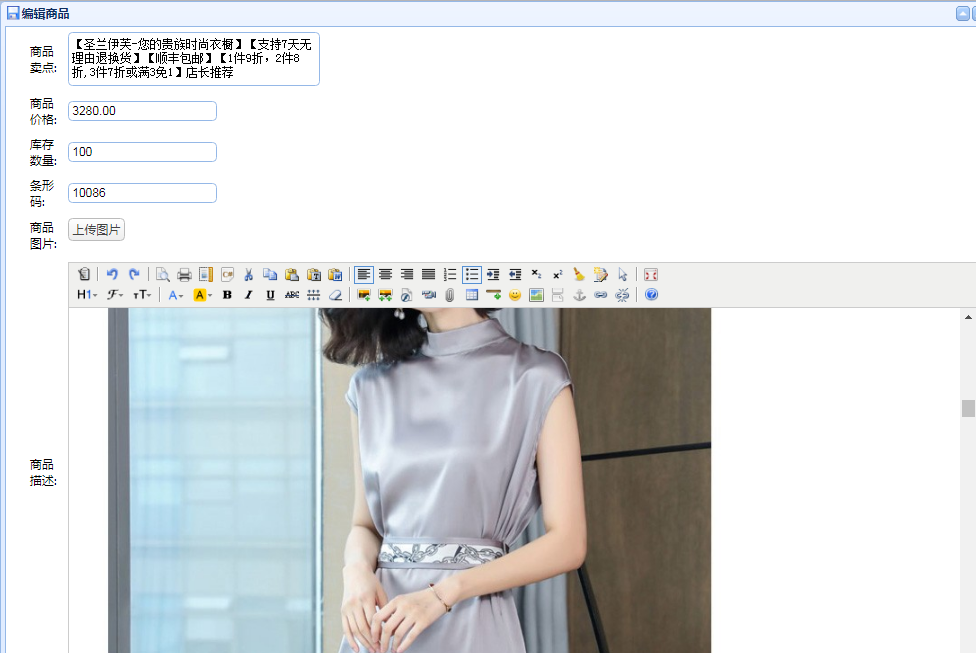 编辑商品
商品
卖点:
【圣兰伊芙-您的贵族时尚衣橱】【支持7天无
理由退换货】【顺丰包邮】【1件9折，2件8
折,3件7折或满3免1】店长推荐
商品
价格:
3280.00
库存
数量:
100
条形
码:
10086
商品
图片:
上传图片
H1 F тT A A B I U ABC
商品
描述: